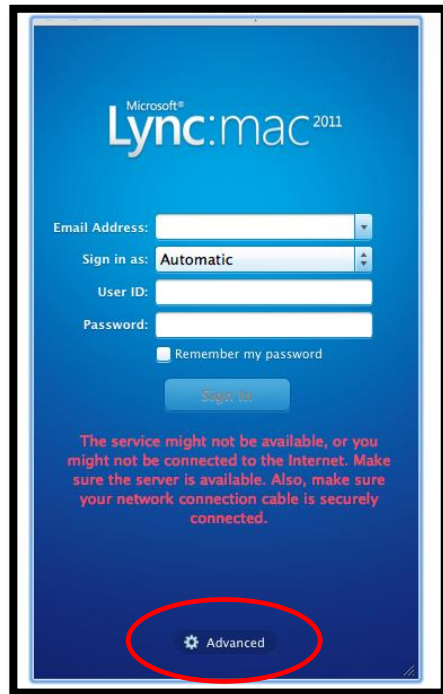 Microsoft®
Lync:mac 2011
Email Address:
Sign in as: Automatic
User ID:
Password:
Remember my password
Sign In
The service might not be available, or you
might not be connected to the Internet. Make
sure the server is available. Also, make sure
your network connection cable is securely
connected.
Advanced